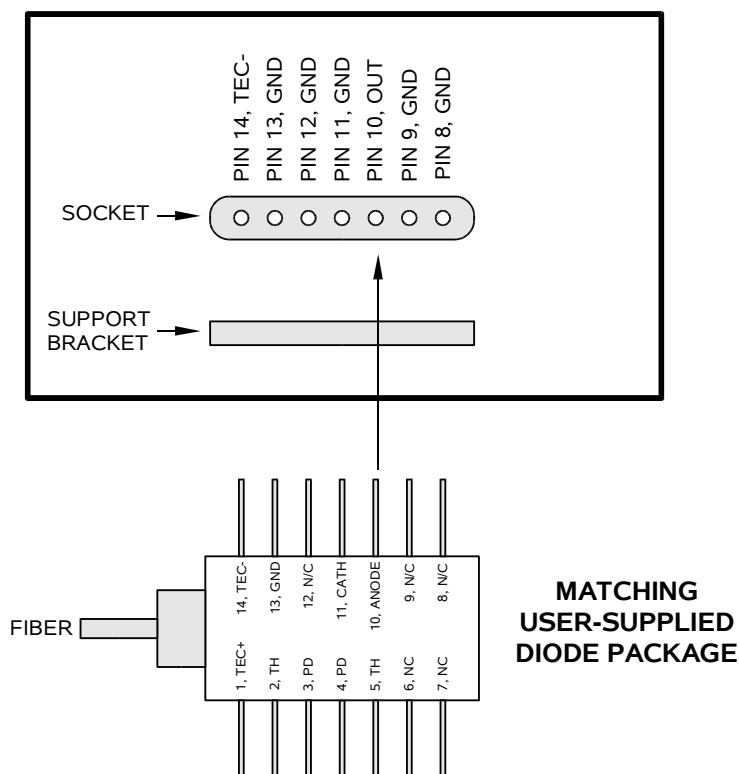 PIN 14, TEC-
PIN 13, GND
PIN 12, GND
PIN 11, GND
PIN 10, OUT
PIN 9, GND
PIN 8, GND
SOCKET
SUPPORT
BRACKET
14, TEC-
13, GND
12, N/C
11, CATH
10, ANODE
9, N/C
8, N/C
FIBER
1, TEC+
2, TH
3, PD
4, PD
5, TH
6, NC
7, NC
MATCHING
USER-SUPPLIED
DIODE PACKAGE